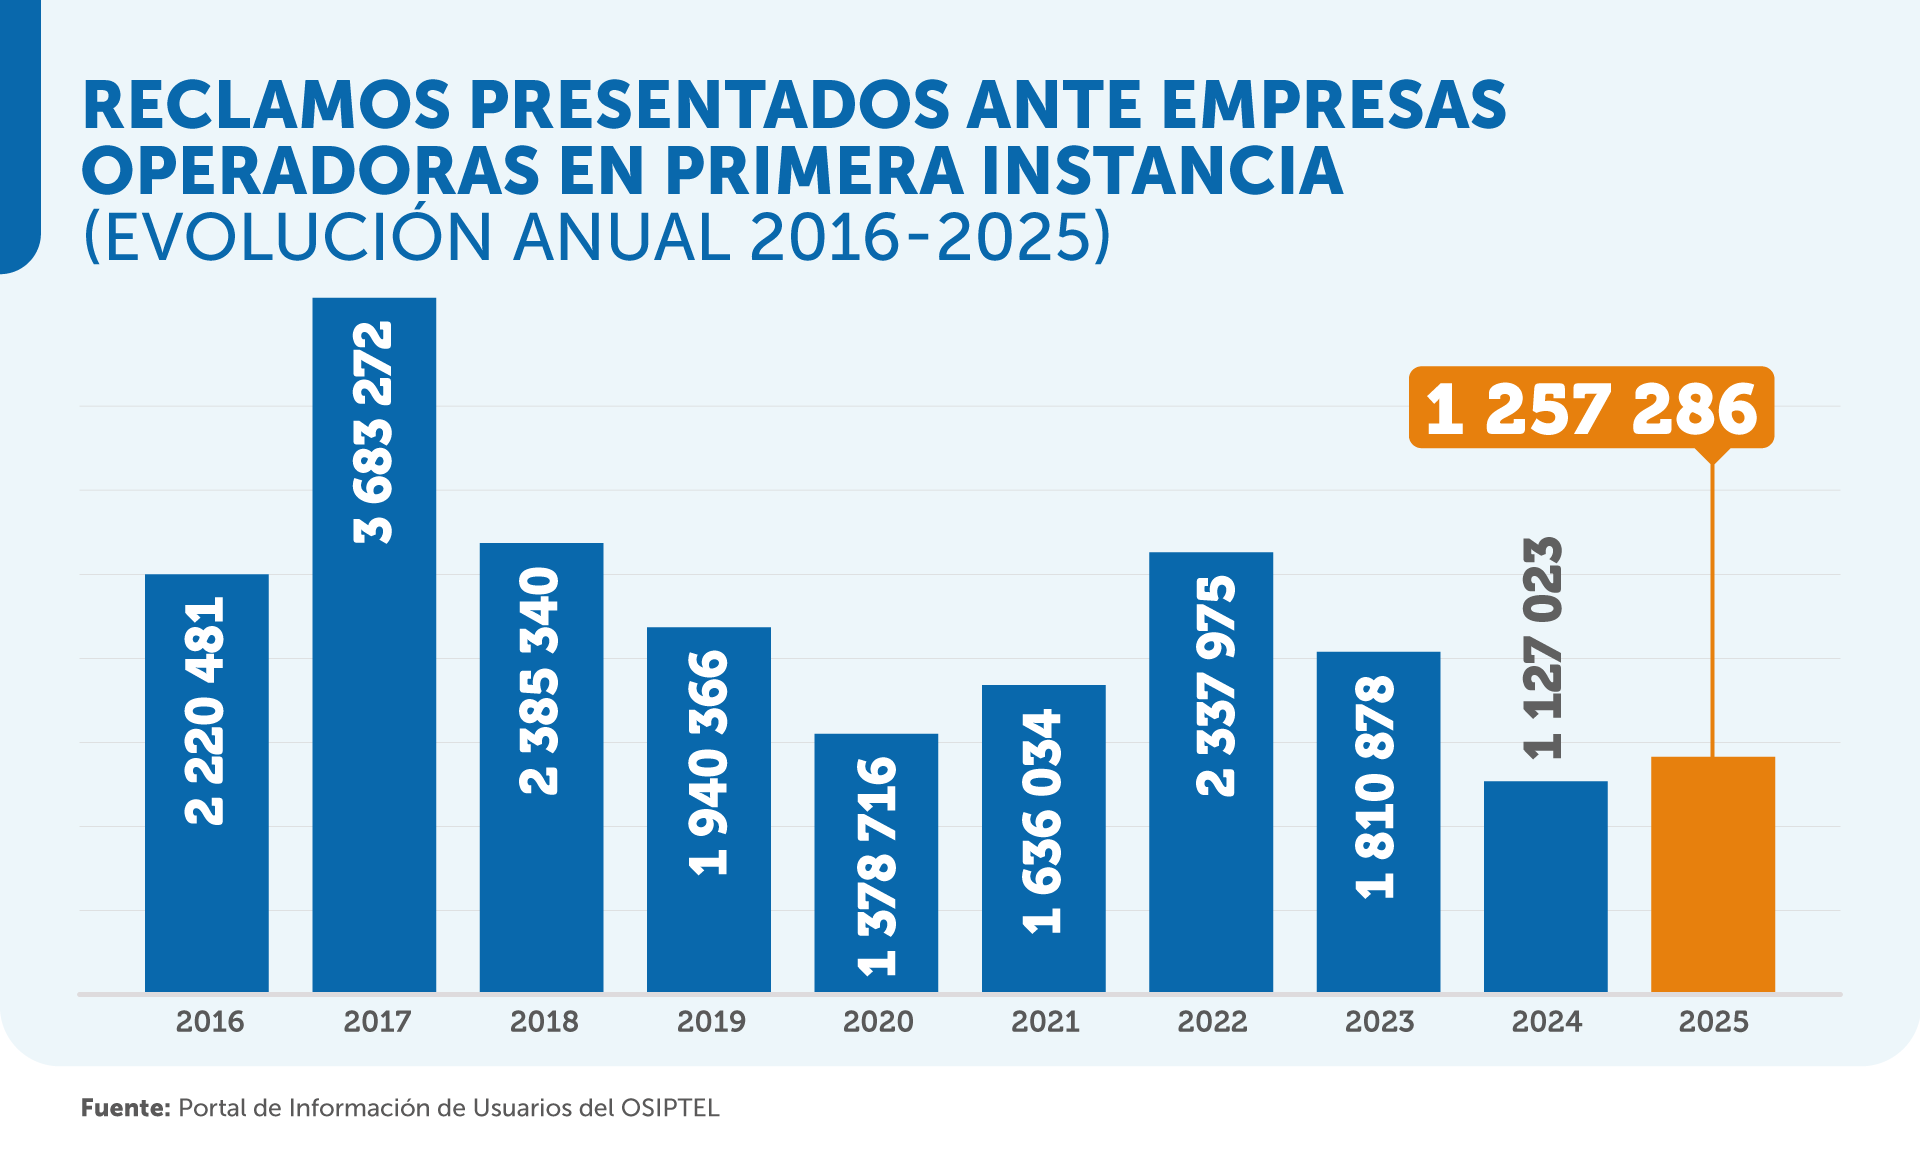 RECLAMOS PRESENTADOS ANTE EMPRESAS
OPERADORAS EN PRIMERA INSTANCIA
(EVOLUCIÓN ANUAL 2016-2025)
2 220 481
3 683 272
2 385 340
1 940 366
1 378 716
1 636 034
2 337 975
1 810 878
1 127 023
1 257 286
2016
2017
2018
2019
2020
2021
2022
2023
2024
2025
Fuente: Portal de Información de Usuarios del OSIPTEL